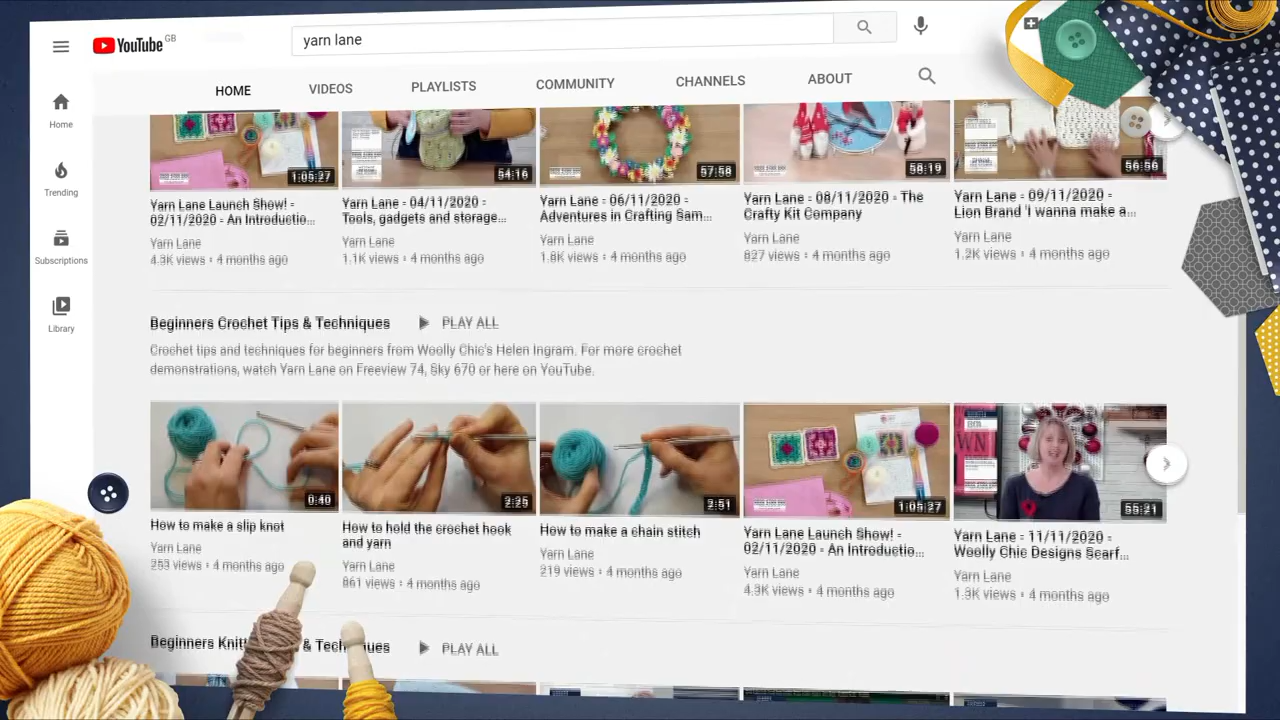 YouTube GB
yarn lane
HOME VIDEOS PLAYLISTS COMMUNITY CHANNELS ABOUT
Home
Trending
Subscriptions
Library
1:05:27 54:16 57:58 58:19 56:56
Yarn Lane Launch Show! -
02/11/2020 - An Introductio...
Yarn Lane
4.3K views • 4 months ago
Yarn Lane - 04/11/2020 -
Tools, gadgets and storage...
Yarn Lane
1.1K views • 4 months ago
Yarn Lane - 06/11/2020 -
Adventures in Crafting Sam...
Yarn Lane
1.8K views • 4 months ago
Yarn Lane - 08/11/2020 - The
Crafty Kit Company
Yarn Lane
827 views • 4 months ago
Yarn Lane - 09/11/2020 -
Lion Brand 'I wanna make a...
Yarn Lane
1.2K views • 4 months ago
Beginners Crochet Tips & Techniques PLAY ALL
Crochet tips and techniques for beginners from Woolly Chic's Helen Ingram. For more crochet
demonstrations, watch Yarn Lane on Freeview 74, Sky 670 or here on YouTube.
0:40 2:25 2:51 1:05:27 55:21
How to make a slip knot
Yarn Lane
253 views • 4 months ago
How to hold the crochet hook
and yarn
Yarn Lane
861 views • 4 months ago
How to make a chain stitch
Yarn Lane
219 views • 4 months ago
Yarn Lane Launch Show! -
02/11/2020 - An Introductio...
Yarn Lane
4.3K views • 4 months ago
Yarn Lane - 11/11/2020 -
Woolly Chic Designs Scarf...
Yarn Lane
1.3K views • 4 months ago
Beginners Knitt & Techniques PLAY ALL